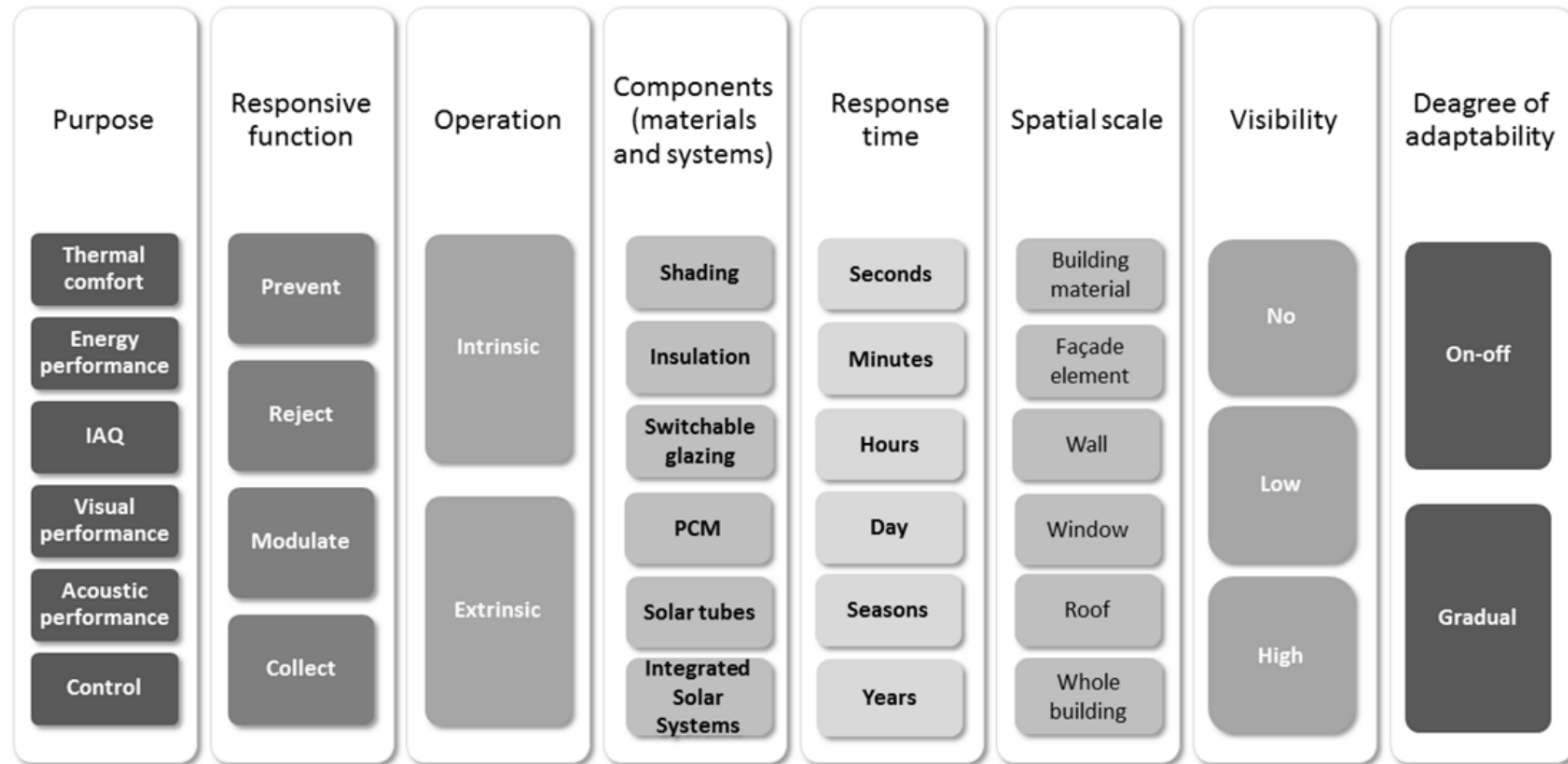 Purpose
Thermal
comfort
Energy
performance
IAQ
Visual
performance
Acoustic
performance
Control
Responsive
function
Prevent
Reject
Modulate
Collect
Operation
Intrinsic
Extrinsic
Components
(materials
and systems)
Shading
Insulation
Switchable
glazing
PCM
Solar tubes
Integrated
Solar
Systems
Response
time
Seconds
Minutes
Hours
Day
Seasons
Years
Spatial scale
Building
material
Façade
element
Wall
Window
Roof
Whole
building
Visibility
No
Low
High
Deagree of
adaptability
On-off
Gradual